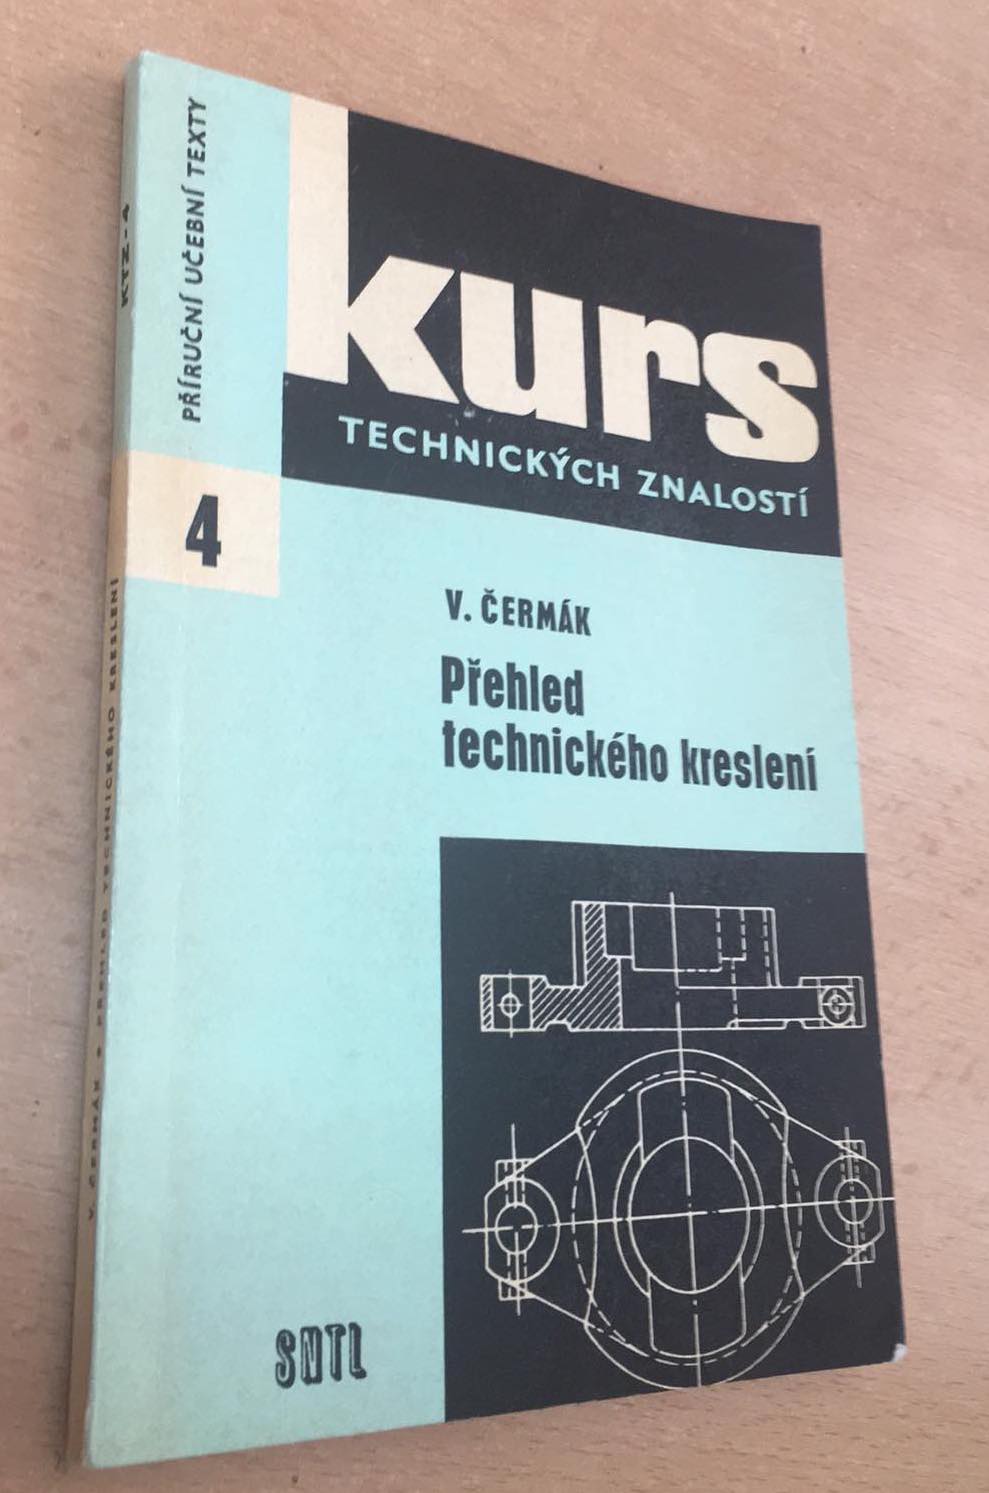 PŘÍRUČNÍ UČEBNÍ TEXTY
4
kurs
TECHNICKÝCH ZNALOSTÍ
V. ČERMÁK
Přehled
technického kreslení
SNTL
KTZ - 4
V. ČERMÁK • PŘEHLED TECHNICKÉHO KRESLENÍ